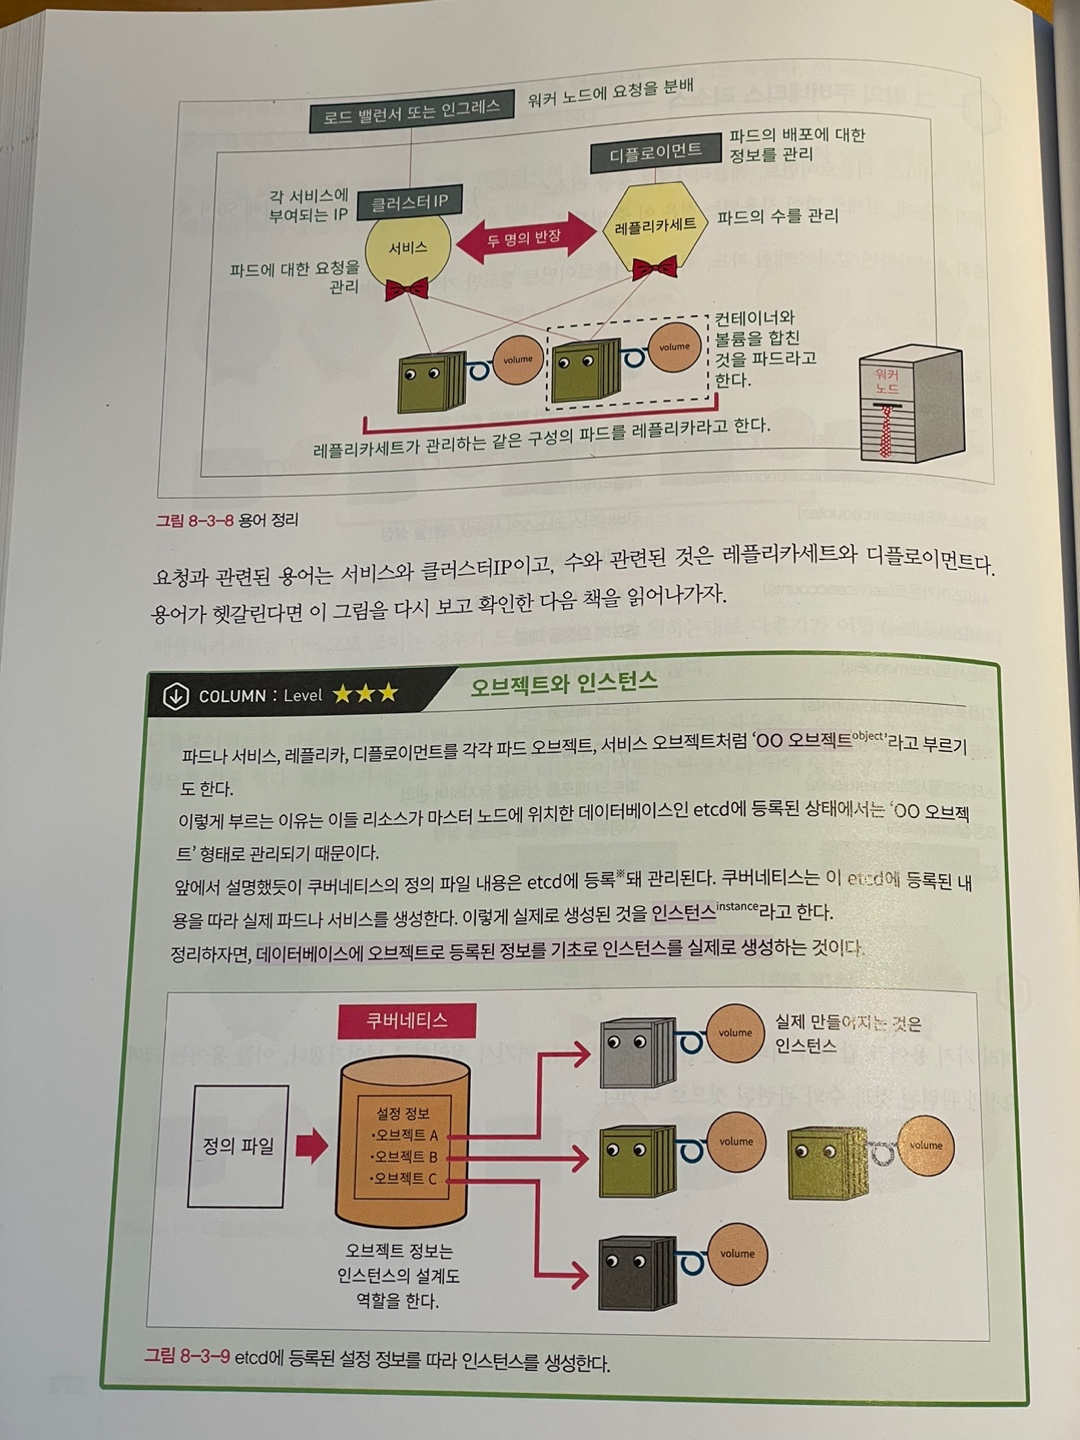 로드 밸런서 또는 인그레스
워커 노드에 요청을 분배
디플로이먼트
파드의 배포에 대한
정보를 관리
각 서비스에
부여되는 IP
클러스터IP
서비스
두 명의 반장
레플리카세트
파드의 수를 관리
파드에 대한 요청을
관리
volume
volume
컨테이너와
볼륨을 합친
것을 파드라고
한다.
워커
노드
레플리카세트가 관리하는 같은 구성의 파드를 레플리카라고 한다.
그림 8-3-8 용어 정리
요청과 관련된 용어는 서비스와 클러스터IP이고, 수와 관련된 것은 레플리카세트와 디플로이먼트다.
용어가 헷갈린다면 이 그림을 다시 보고 확인한 다음 책을 읽어나가자.
COLUMN : Level ★★★
오브젝트와 인스턴스
파드나 서비스, 레플리카, 디플로이먼트를 각각 파드 오브젝트, 서비스 오브젝트처럼 ‘OO 오브젝트object’라고 부르기
도 한다.
이렇게 부르는 이유는 이들 리소스가 마스터 노드에 위치한 데이터베이스인 etcd에 등록된 상태에서는 ‘OO 오브젝
트’ 형태로 관리되기 때문이다.
앞에서 설명했듯이 쿠버네티스의 정의 파일 내용은 etcd에 등록※돼 관리된다. 쿠버네티스는 이 etcd에 등록된 내
용을 따라 실제 파드나 서비스를 생성한다. 이렇게 실제로 생성된 것을 인스턴스instance라고 한다.
정리하자면, 데이터베이스에 오브젝트로 등록된 정보를 기초로 인스턴스를 실제로 생성하는 것이다.
쿠버네티스
volume
실제 만들어지는 것은
인스턴스
정의 파일
설정 정보
·오브젝트 A
·오브젝트 B
·오브젝트 C
volume
volume
volume
오브젝트 정보는
인스턴스의 설계도
역할을 한다.
그림 8-3-9 etcd에 등록된 설정 정보를 따라 인스턴스를 생성한다.